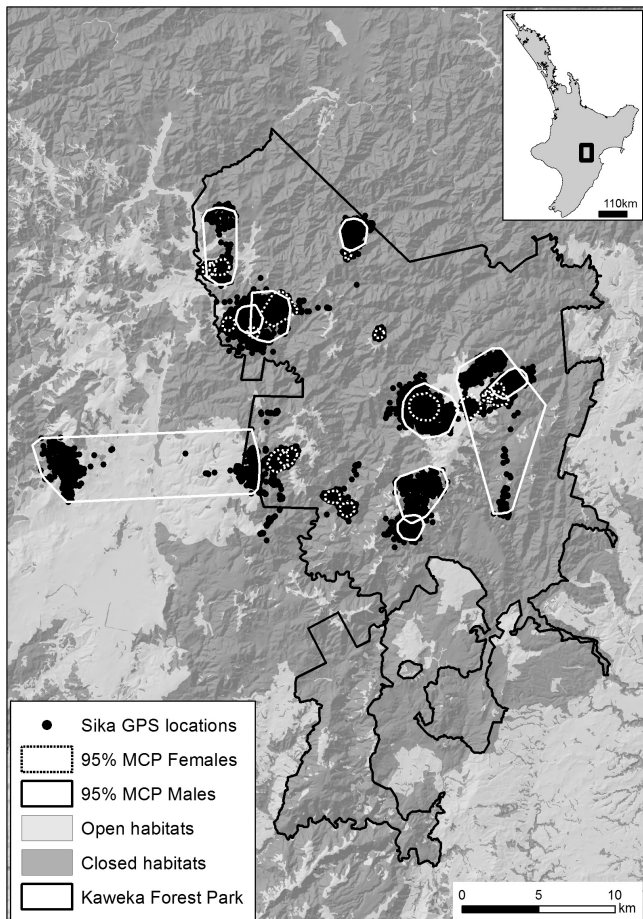 110km
Sika GPS locations
95% MCP Females
95% MCP Males
Open habitats
Closed habitats
Kaweka Forest Park
0 5 10
km